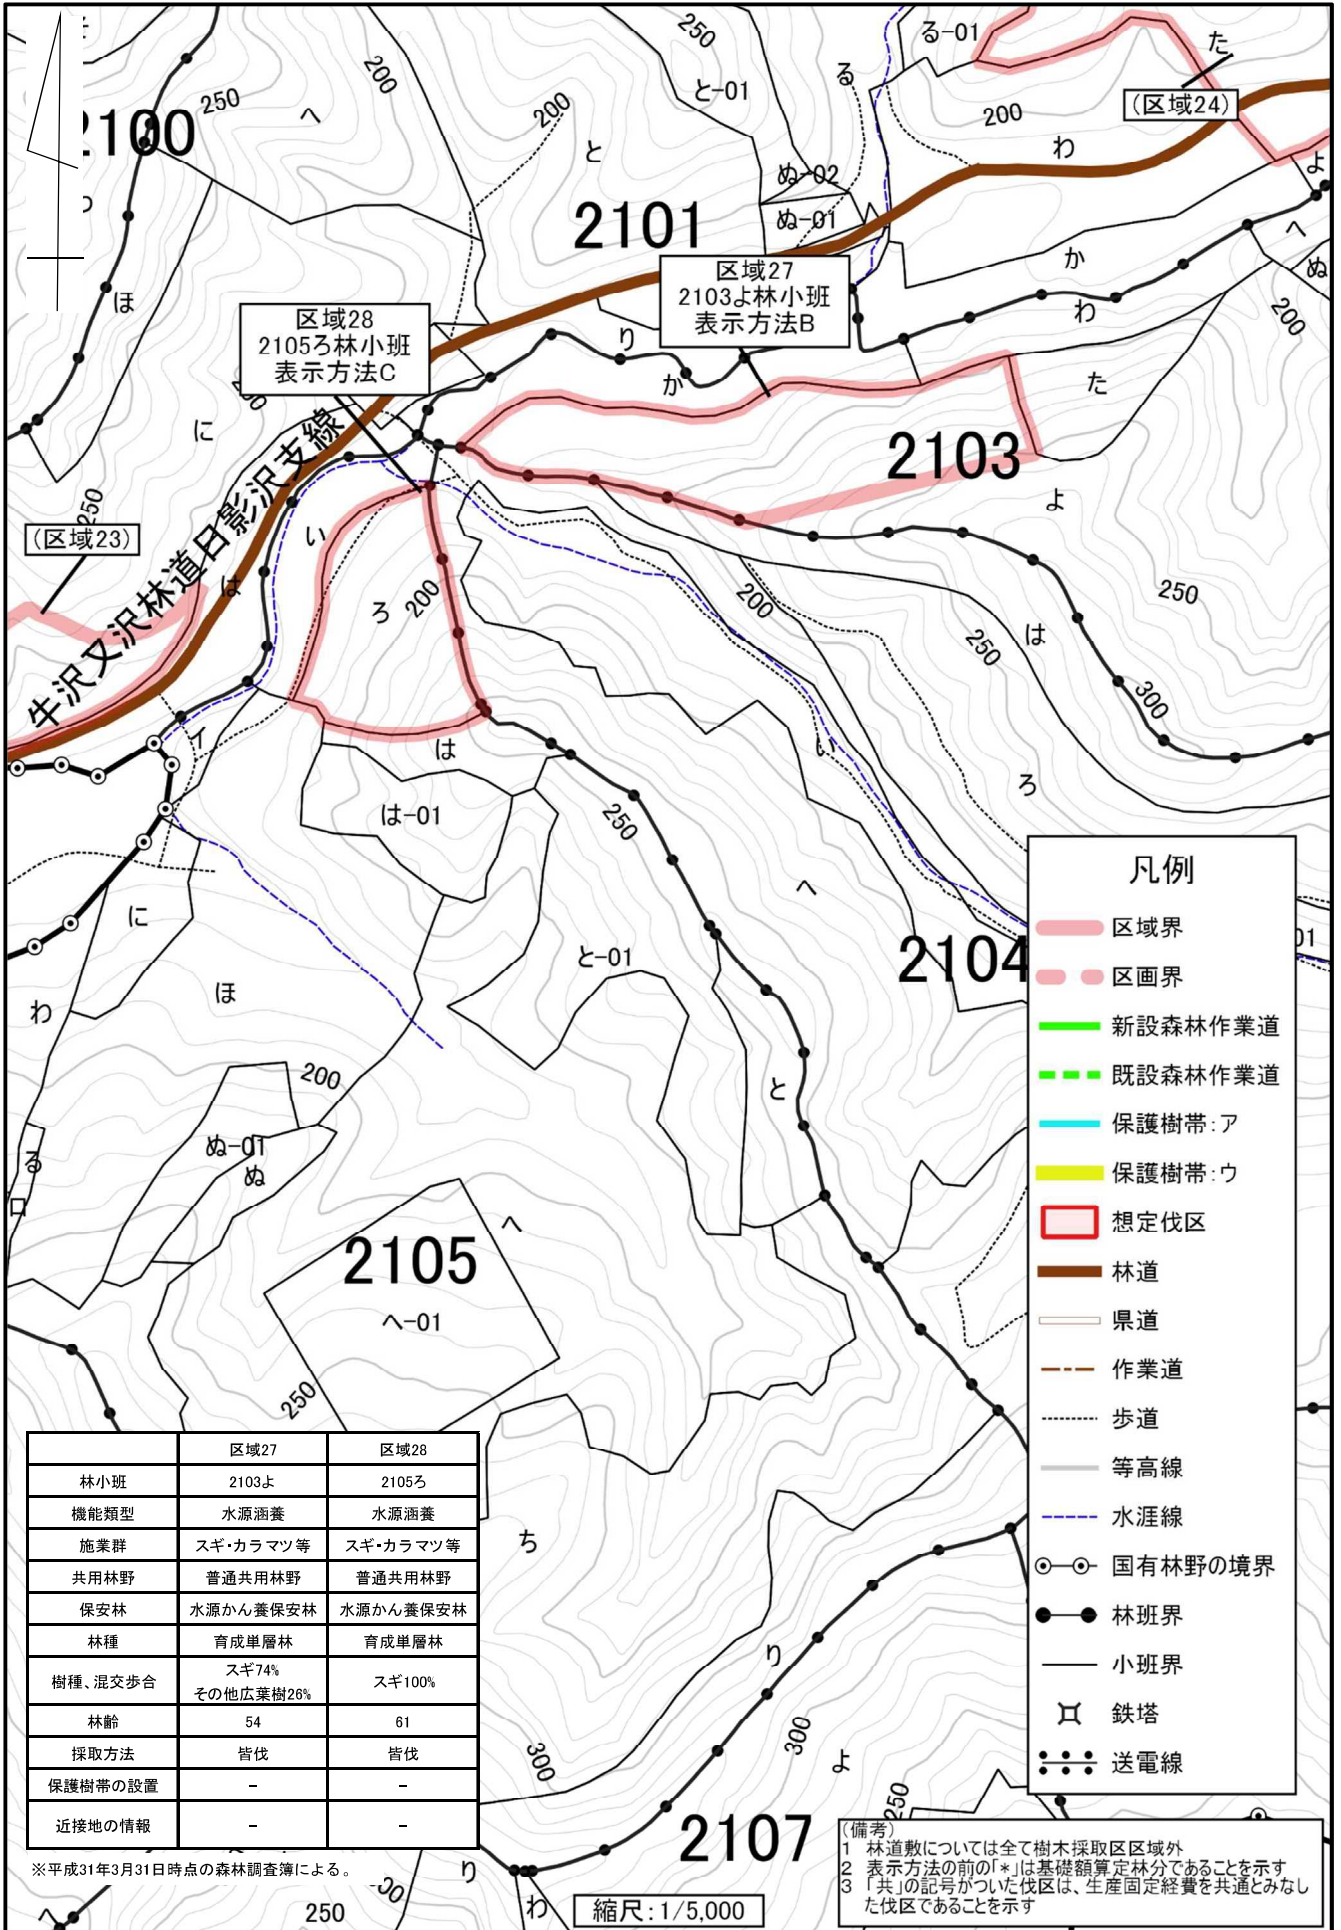 250
る-01
た
そ
200
と-01
る
(区域24)
250
へ
200
200
わ
2100
と
ぬ-02
よ
2101
ぬ-01
へ
か
ぬ
ほ
区域27
2103よ林小班
表示方法B
わ
200
区域28
2105ろ林小班
表示方法C
り
か
た
に
2103
牛沢又沢林道日影沢支線
250
い
よ
(区域23)
は
ろ
200
200
250
は
250
300
イ
い
は
ろ
は-01
250
へ
に
と-01
2104
01
ほ
わ
200
と
ぬ-01
ぬ
る
ロ
へ
2105
へ-01
250
ち
り
300
300
よ
250
2107
り
わ
へ
250
凡例
区域界
区画界
新設森林作業道
既設森林作業道
保護樹帯:ア
保護樹帯:ウ
想定伐区
林道
県道
作業道
歩道
等高線
水涯線
国有林野の境界
林班界
小班界
鉄塔
送電線
区域27 区域28
林小班 2103よ 2105ろ
機能類型 水源涵養 水源涵養
施業群 スギ・カラマツ等 スギ・カラマツ等
共用林野 普通共用林野 普通共用林野
保安林 水源かん養保安林 水源かん養保安林
林種 育成単層林 育成単層林
樹種、混交歩合 スギ74% その他広葉樹26% スギ100%
林齢 54 61
採取方法 皆伐 皆伐
保護樹帯の設置 - -
近接地の情報 - -
※平成31年3月31日時点の森林調査簿による。
縮尺:1/5,000
(備考)
1 林道敷については全て樹木採取区区域外
2 表示方法の前の「*」は基礎額算定林分であることを示す
3 「共」の記号がついた伐区は、生産固定経費を共通とみなし
た伐区であることを示す